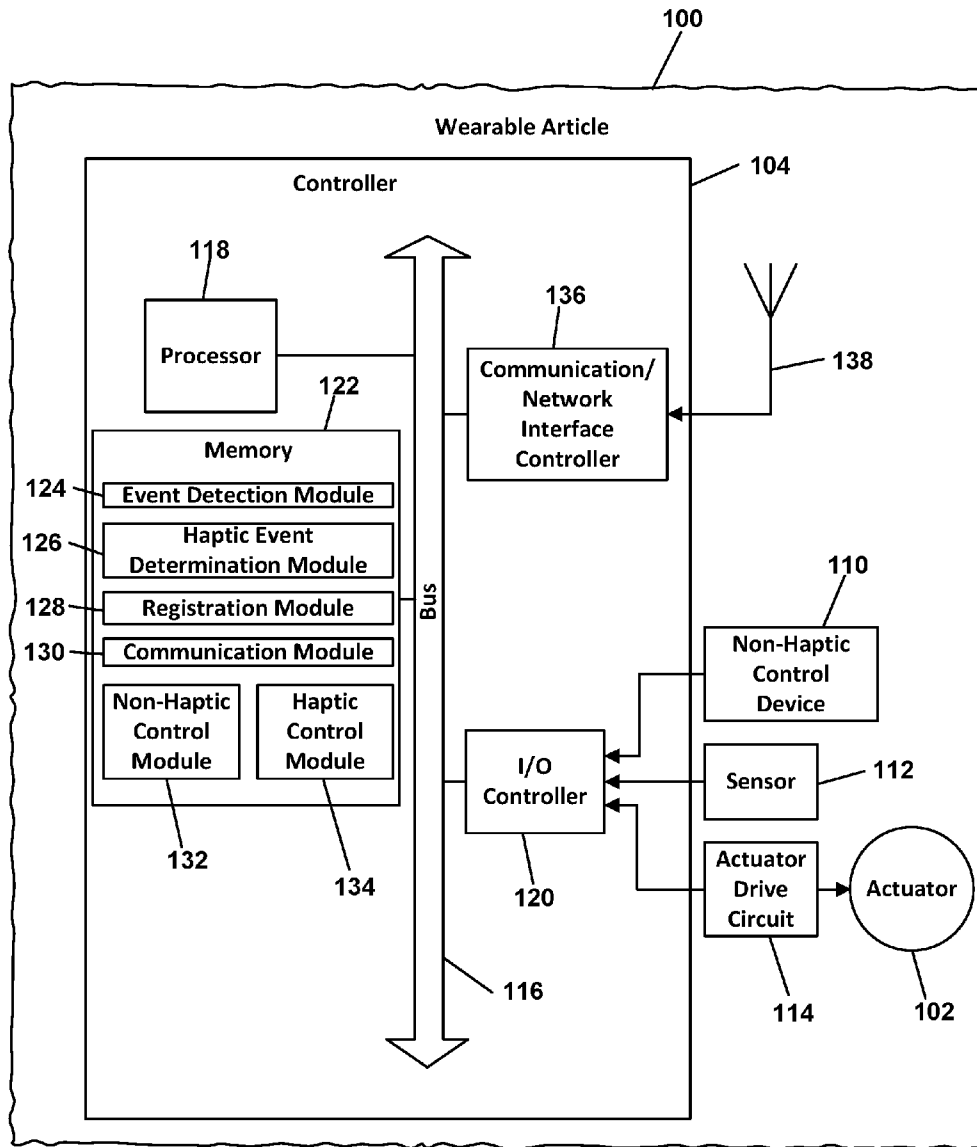 100
Wearable Article
104
Controller
118
Processor
136
Communication/
Network
Interface
Controller
138
122
Memory
124
Event Detection Module
126
Haptic Event
Determination Module
128
Registration Module
130
Communication Module
Non-Haptic
Control
Module
Haptic
Control
Module
132
134
Bus
116
110
Non-Haptic
Control
Device
I/O
Controller
120
Sensor
112
Actuator
Drive
Circuit
114
Actuator
102